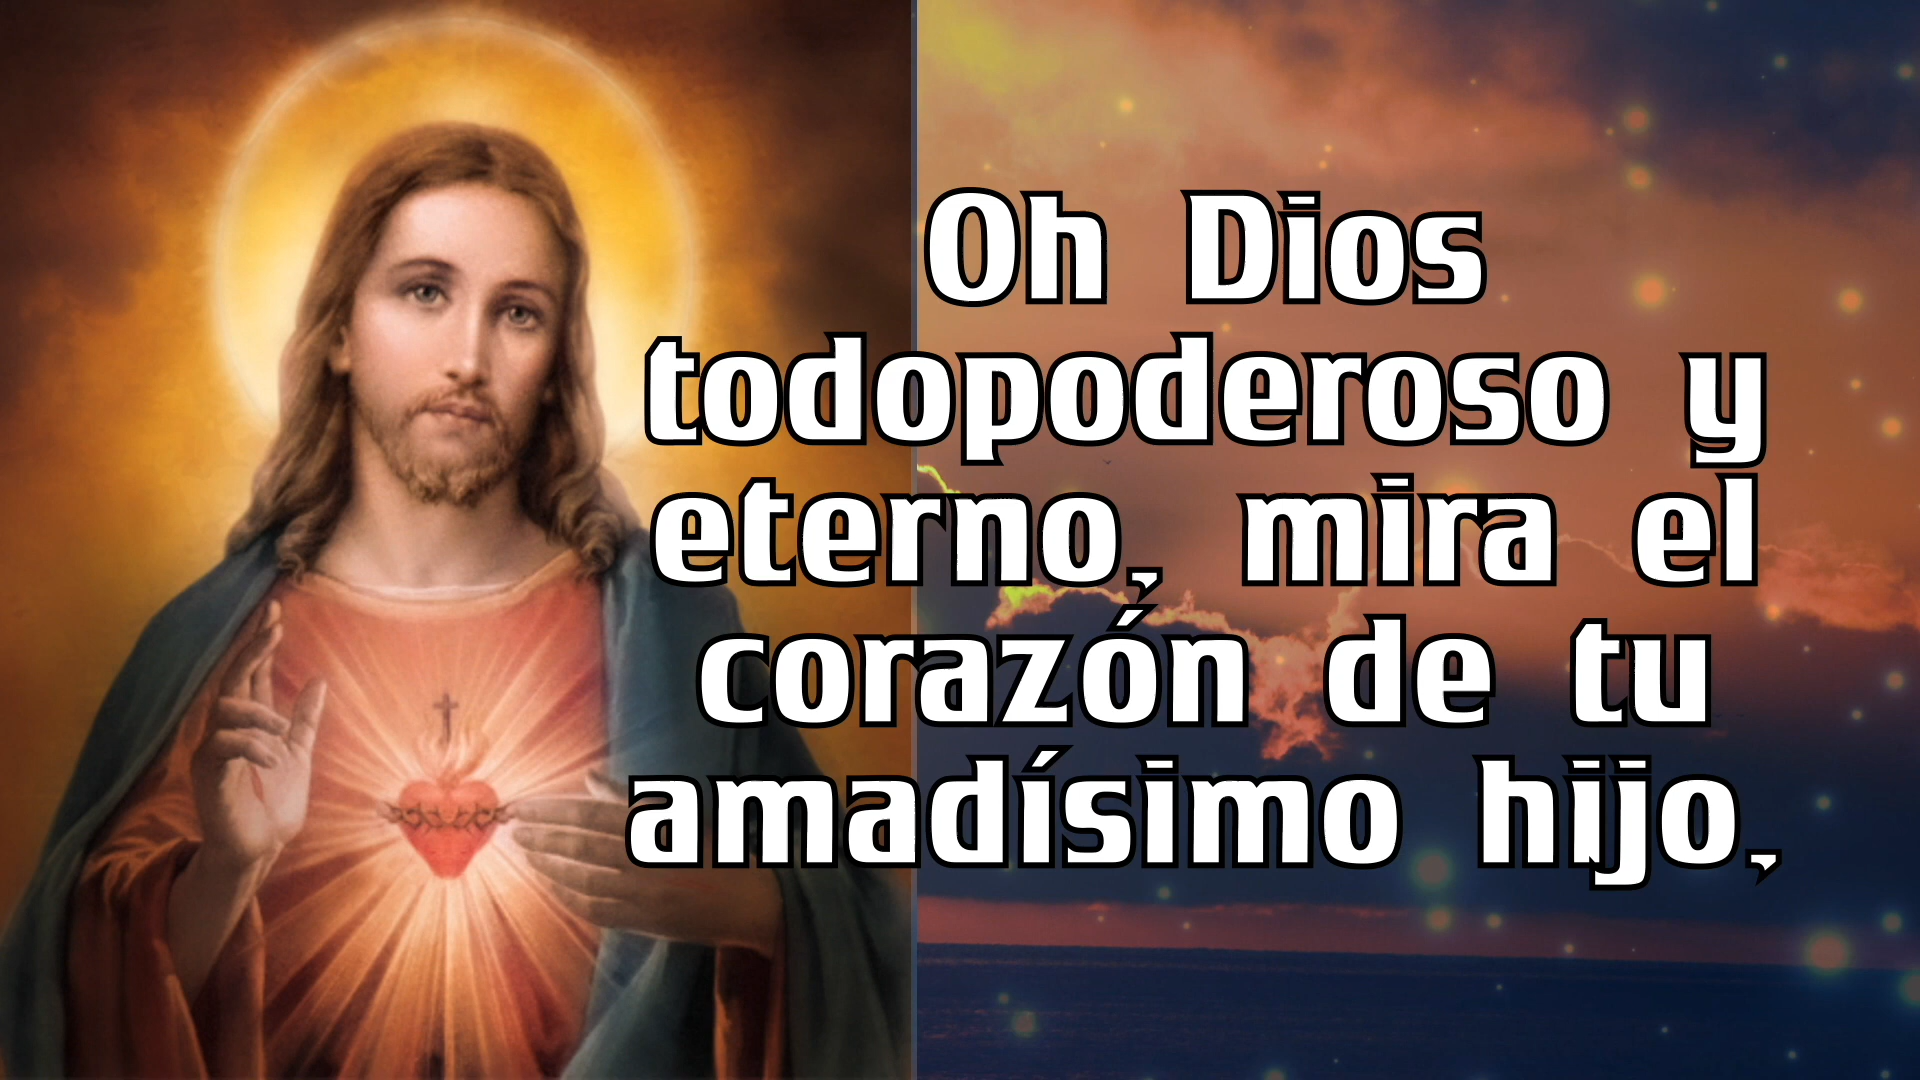 Oh Dios
todopoderoso y
eterno, mira el
corazón de tu
amadísimo hijo,